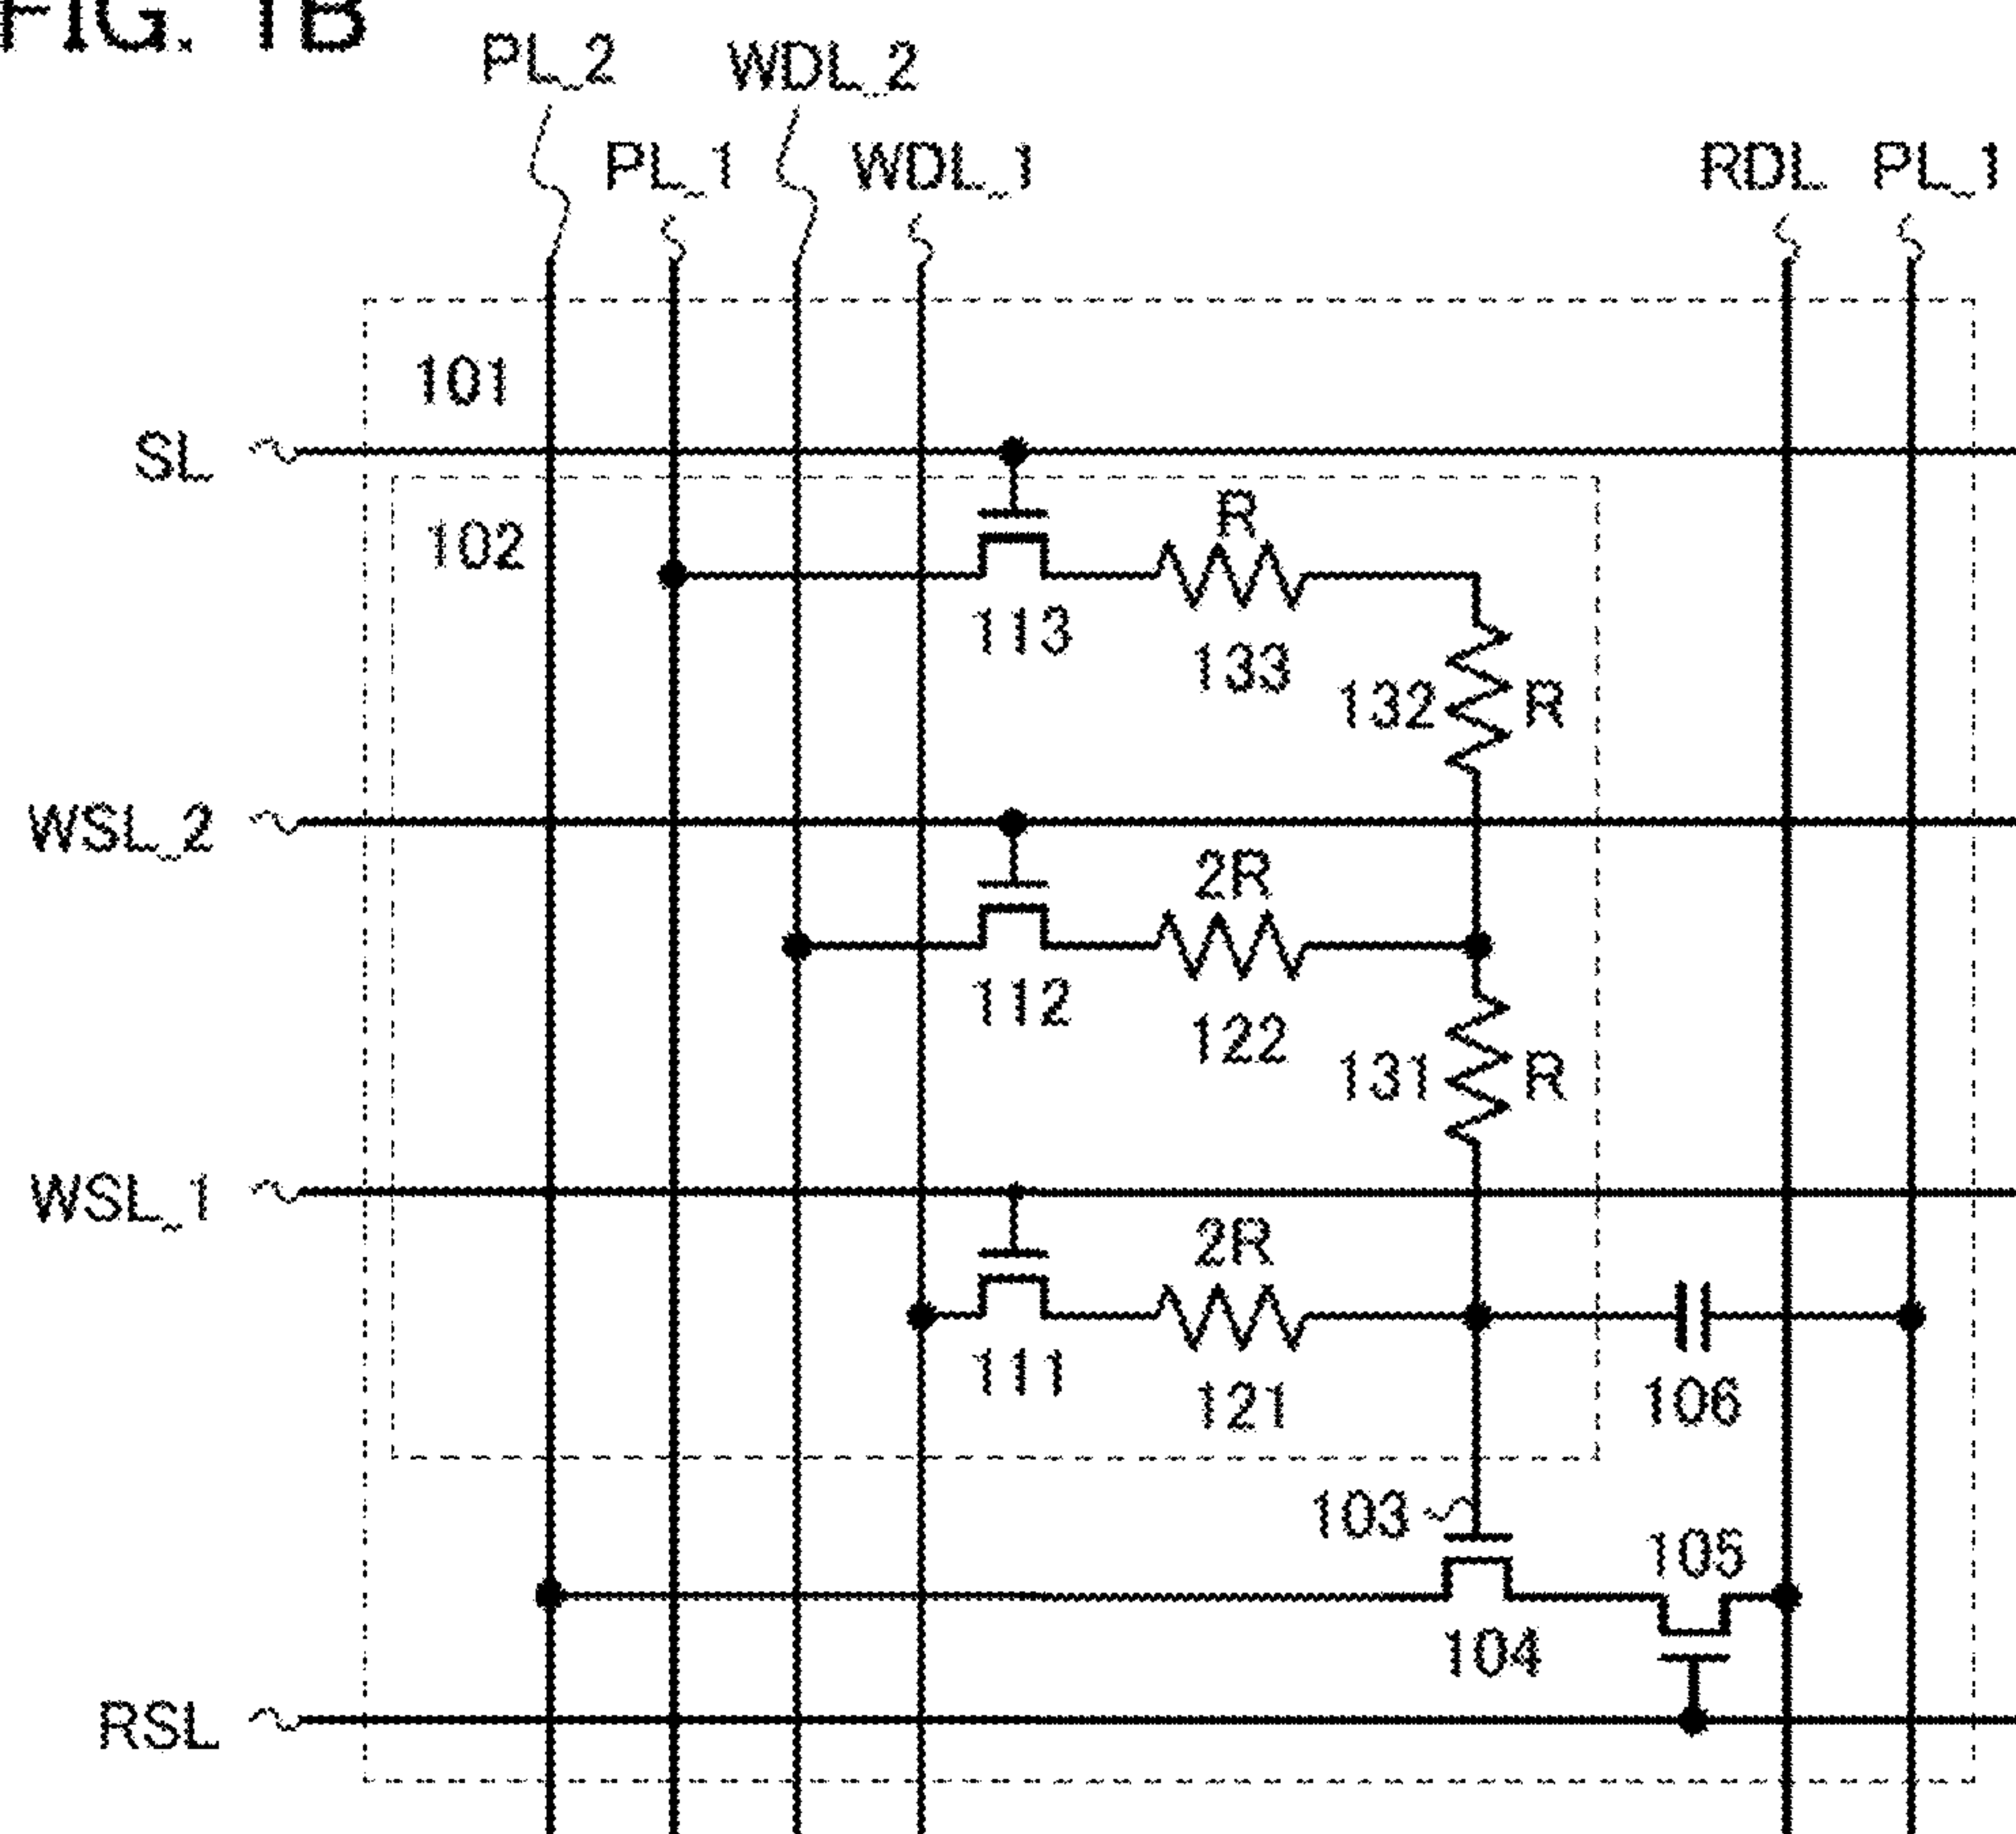 FIG. 1B
PL_2
WDL_2
PL_1
WDL_1
RDL
PL_1
101
SL
102
R
113
133
132
R
WSL_2
2R
112
122
131
R
WSL_1
2R
111
121
106
103
105
104
RSL